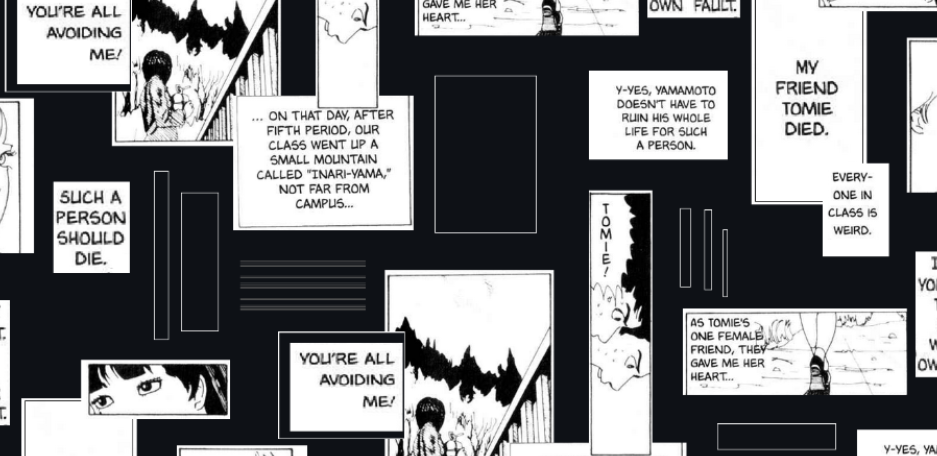 YOU'RE ALL
AVOIDING
ME!
GAVE ME HER
HEART...
OWN FAULT.
MY
FRIEND
TOMIE
DIED.
Y-YES, YAMAMOTO
DOESN'T HAVE TO
RUIN HIS WHOLE
LIFE FOR SUCH
A PERSON.
... ON THAT DAY, AFTER
FIFTH PERIOD, OUR
CLASS WENT UP A
SMALL MOUNTAIN
CALLED "INARI-YAMA,"
NOT FAR FROM
CAMPUS...
EVERY-
ONE IN
CLASS IS
WEIRD.
SUCH A
PERSON
SHOULD
DIE.
TOMIE!
AS TOMIE'S
ONE FEMALE
FRIEND, THEY
GAVE ME HER
HEART...
YOU'RE ALL
AVOIDING
ME!
Y-YES, YA